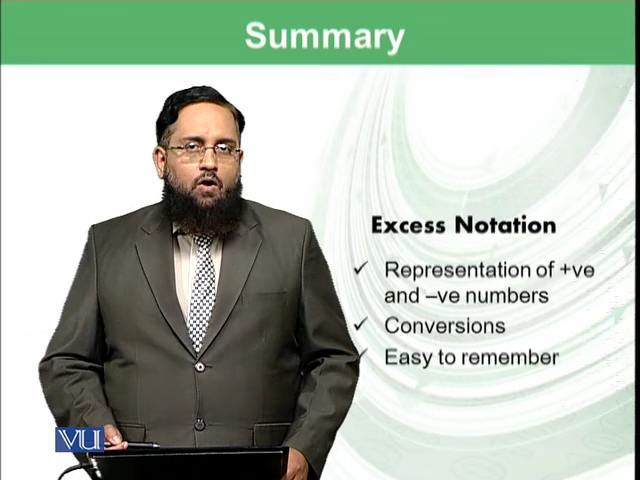 Summary
Excess Notation
✓ Representation of +ve
and –ve numbers
✓ Conversions
✓ Easy to remember
VU